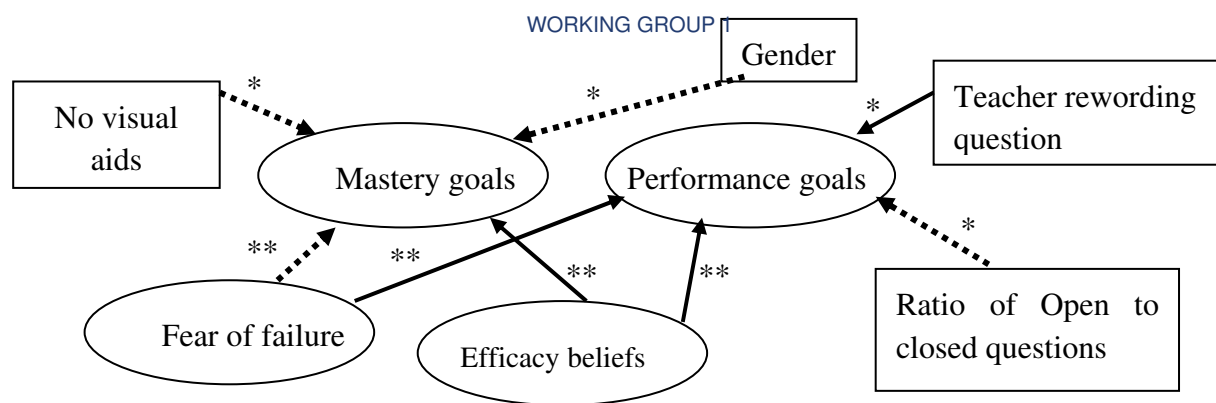 WORKING GROUP 1
Gender
*
*
No visual
aids
*
Teacher rewording
question
Mastery goals
Performance goals
**
**
**
**
*
Fear of failure
Efficacy beliefs
Ratio of Open to
closed questions